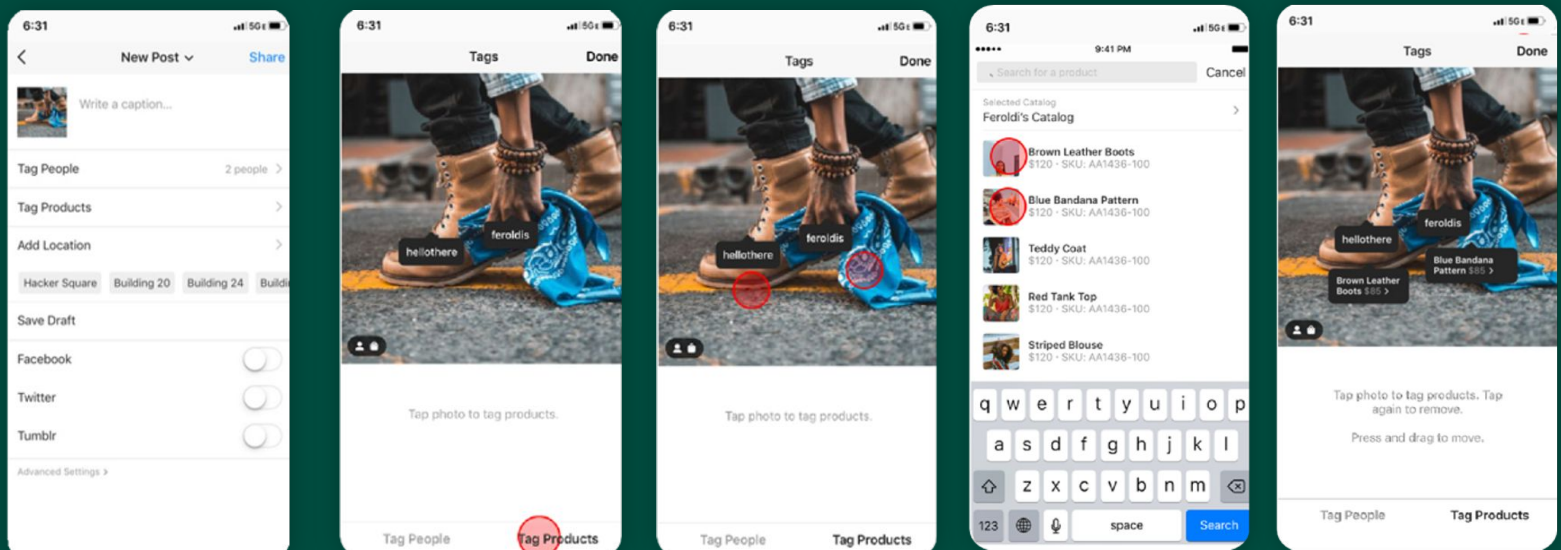 6:31
5GE
New Post
Share
Write a caption...
Tag People
2 people
Tag Products
Add Location
Hacker Square
Building 20
Building 24
Buildi
Save Draft
Facebook
Twitter
Tumblr
Advanced Settings >
6:31
5GE
Tags
Done
feroldis
hellothere
Tap photo to tag products.
Tag People
Tag Products
6:31
5GE
Tags
Done
feroldis
hellothere
Tap photo to tag products.
Tag People
Tag Products
6:31
5GE
9:41 PM
Search for a product
Cancel
Selected Catalog
Feroldi's Catalog
Brown Leather Boots
$120 · SKU: AA1436-100
Blue Bandana Pattern
$120 · SKU: AA1436-100
Teddy Coat
$120 · SKU: AA1436-100
Red Tank Top
$120 · SKU: AA1436-100
Striped Blouse
$120 · SKU: AA1436-100
q w e r t y u i o p
a s d f g h j k l
z x c v b n m
123
space
Search
6:31
5GE
Tags
Done
feroldis
hellothere
Blue Bandana
Pattern $85 >
Brown Leather
Boots $85 >
Tap photo to tag products. Tap
again to remove.
Press and drag to move.
Tag People
Tag Products